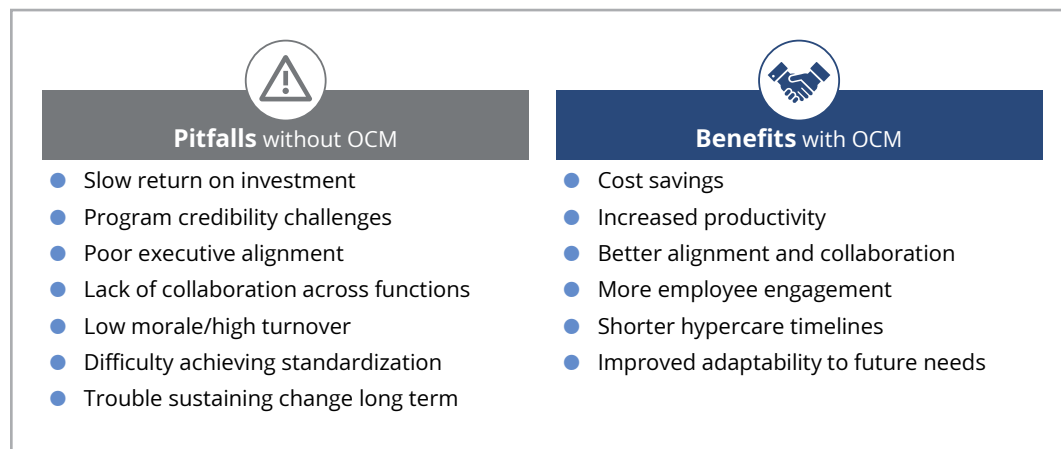 Pitfalls without OCM
Slow return on investment
Program credibility challenges
Poor executive alignment
Lack of collaboration across functions
Low morale/high turnover
Difficulty achieving standardization
Trouble sustaining change long term
Benefits with OCM
Cost savings
Increased productivity
Better alignment and collaboration
More employee engagement
Shorter hypercare timelines
Improved adaptability to future needs